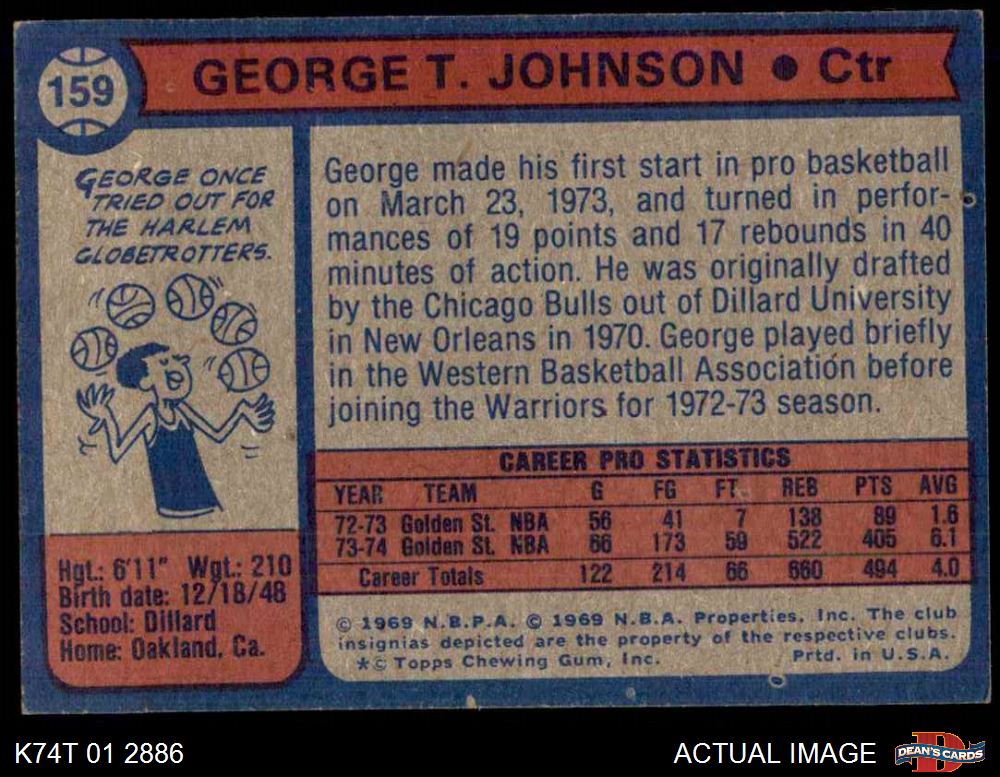 159
GEORGE T. JOHNSON ● Ctr
GEORGE ONCE
TRIED OUT FOR
THE HARLEM
GLOBETROTTERS.
George made his first start in pro basketball
on March 23, 1973, and turned in perfor-
mances of 19 points and 17 rebounds in 40
minutes of action. He was originally drafted
by the Chicago Bulls out of Dillard University
in New Orleans in 1970. George played briefly
in the Western Basketball Association before
joining the Warriors for 1972-73 season.
CAREER PRO STATISTICS
YEAR TEAM G FG FT REB PTS AVG
72-73 Golden St. NBA 56 41 7 138 89 1.6
73-74 Golden St. NBA 66 173 59 522 405 6.1
Career Totals 122 214 66 660 494 4.0
Hgt.: 6'11" Wgt.: 210
Birth date: 12/18/48
School: Dillard
Home: Oakland, Ca.
© 1969 N.B.P.A. © 1969 N.B.A. Properties, Inc. The club
insignias depicted are the property of the respective clubs.
*© Topps Chewing Gum, Inc. Prtd. in U.S.A.
K74T 01 2886
ACTUAL IMAGE
DEAN'S CARDS